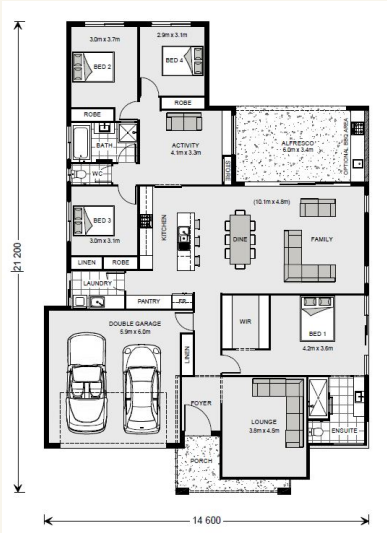 3.0m x 3.7m
BED 2
2.9m x 3.1m
BED 4
ROBE
ROBE
BATH
ACTIVITY
4.1m x 3.3m
ALFRESCO
6.0m x 3.4m
OPTIONAL BBQ AREA
WC
STORE
BED 3
3.0m x 3.1m
KITCHEN
(10.1m x 4.8m)
DINE
FAMILY
LINEN
ROBE
LAUNDRY
PANTRY
FR
21 200
DOUBLE GARAGE
5.9m x 6.0m
LINEN
WIR
BED 1
4.2m x 3.6m
FOYER
LOUNGE
3.8m x 4.5m
ENSUITE
PORCH
14 600